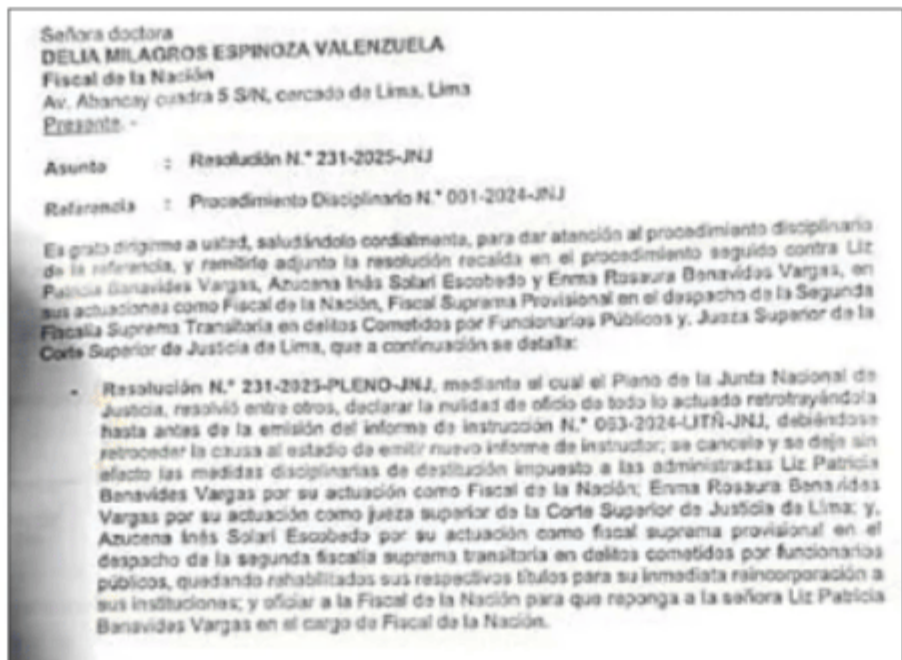 Señora doctora
DELIA MILAGROS ESPINOZA VALENZUELA
Fiscal de la Nación
Av. Abancay cuadra 5 S/N, cercado de Lima, Lima
Presente. -
Asunto : Resolución N.° 231-2025-JNJ
Referencia : Procedimiento Disciplinario N.° 001-2024-JNJ
Es grato dirigirme a usted, saludándolo cordialmente, para dar atención al procedimiento disciplinario
de la referencia, y remitirle adjunto la resolución recaída en el procedimiento seguido contra Liz
Patricia Benavides Vargas, Azucena Inés Solari Escobedo y Enma Rosaura Benavides Vargas, en
sus actuaciones como Fiscal de la Nación, Fiscal Suprema Provisional en el despacho de la Segunda
Fiscalía Suprema Transitoria en delitos Cometidos por Funcionarios Públicos y, Jueza Superior de la
Corte Superior de Justicia de Lima, que a continuación se detalla:
- Resolución N.° 231-2025-PLENO-JNJ, mediante el cual el Pleno de la Junta Nacional de
Justicia, resolvió entre otros, declarar la nulidad de oficio de todo lo actuado retrotrayéndola
hasta antes de la emisión del informe de instrucción N.° 063-2024-LITÑ-JNJ, debiéndose
retroceder la causa al estadio de emitir nuevo informe de instructor; se cancele y se deje sin
efecto las medidas disciplinarias de destitución impuesto a las administradas Liz Patricia
Benavides Vargas por su actuación como Fiscal de la Nación; Enma Rosaura Benavides
Vargas por su actuación como jueza superior de la Corte Superior de Justicia de Lima; y,
Azucena Inés Solari Escobedo por su actuación como fiscal suprema provisional en el
despacho de la segunda fiscalía suprema transitoria en delitos cometidos por funcionarios
públicos, quedando rehabilitados sus respectivos títulos para su inmediata reincorporación a
sus instituciones; y oficiar a la Fiscal de la Nación para que reponga a la señora Liz Patricia
Benavides Vargas en el cargo de Fiscal de la Nación.